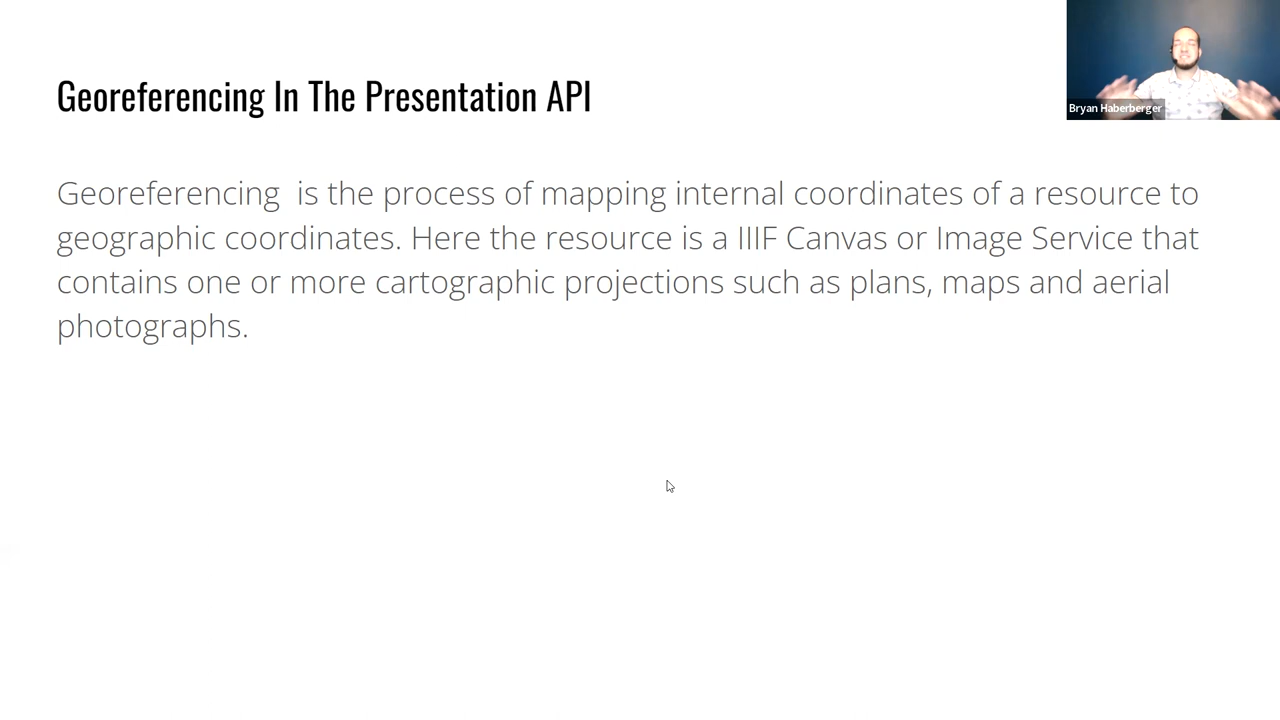 Georeferencing In The Presentation API
Bryan Haberberger
Georeferencing is the process of mapping internal coordinates of a resource to
geographic coordinates. Here the resource is a IIIF Canvas or Image Service that
contains one or more cartographic projections such as plans, maps and aerial
photographs.